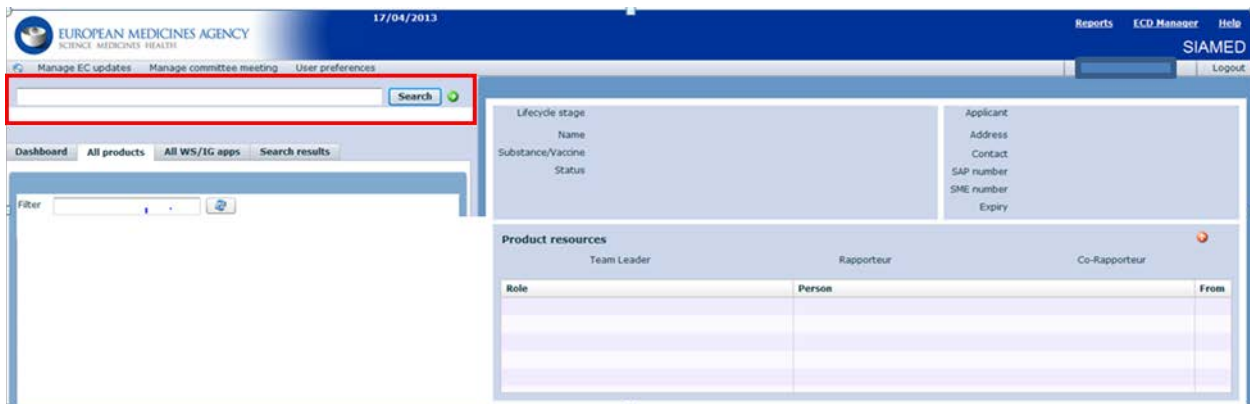 17/04/2013
EUROPEAN MEDICINES AGENCY
SCIENCE MEDICINES HEALTH
Reports ECD Manager Help
SIAMED
Manage EC updates Manage committee meeting User preferences
Logout
Search
Dashboard All products All WS/IG apps Search results
Filter
Lifecycle stage
Name
Substance/Vaccine
Status
Applicant
Address
Contact
SAP number
SME number
Expiry
Product resources
Team Leader Rapporteur Co-Rapporteur
Role Person From